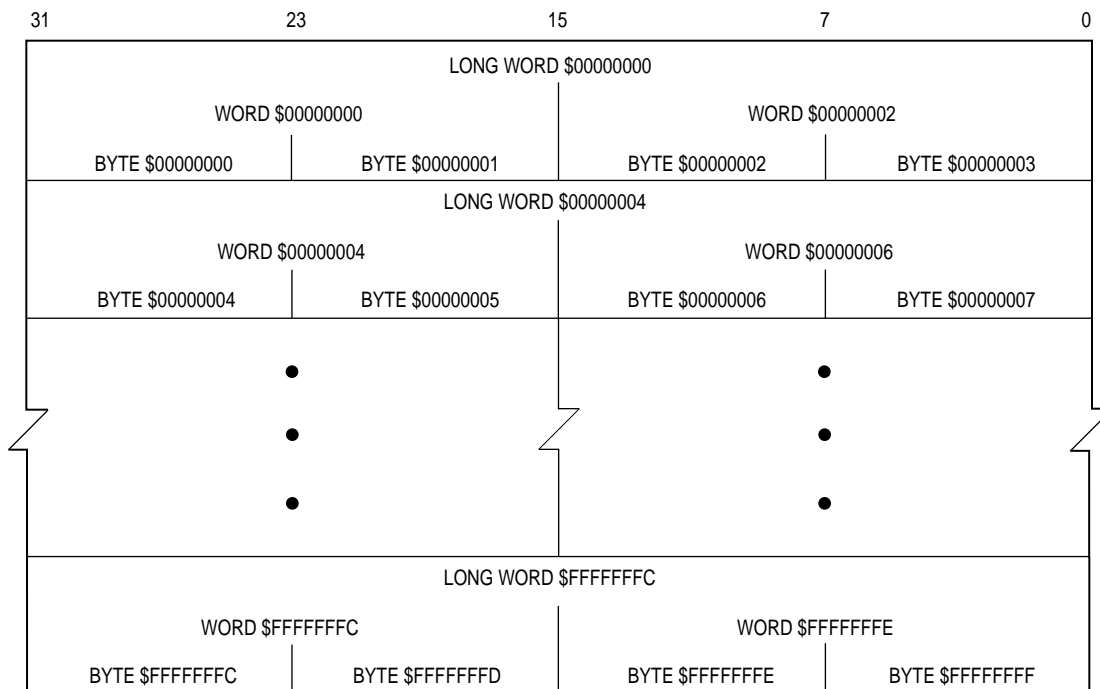 31 23 15 7 0
LONG WORD $00000000
WORD $00000000 WORD $00000002
BYTE $00000000 BYTE $00000001 BYTE $00000002 BYTE $00000003
LONG WORD $00000004
WORD $00000004 WORD $00000006
BYTE $00000004 BYTE $00000005 BYTE $00000006 BYTE $00000007
LONG WORD $FFFFFFFC
WORD $FFFFFFFC WORD $FFFFFFFE
BYTE $FFFFFFFC BYTE $FFFFFFFD BYTE $FFFFFFFE BYTE $FFFFFFFF